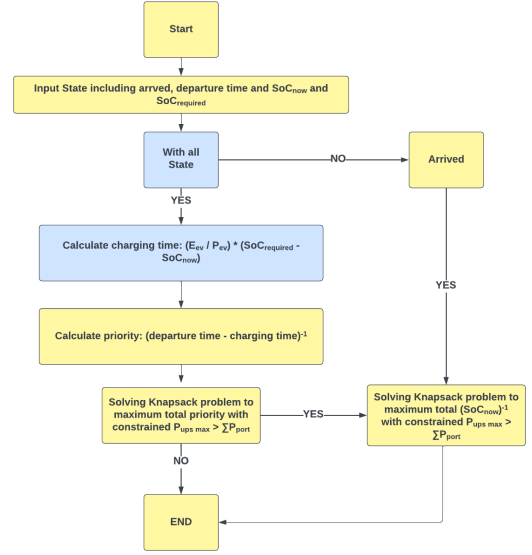 Start
Input State including arrved, departure time and SoCnow and
SoCrequired
With all
State
NO
Arrived
YES
Calculate charging time: (Eev / Pev) * (SoCrequired -
SoCnow)
YES
Calculate priority: (departure time - charging time)-1
Solving Knapsack problem to
maximum total priority with
constrained Pups max > ∑Pport
YES
Solving Knapsack problem to
maximum total (SoCnow)-1
with constrained Pups max >
∑Pport
NO
END